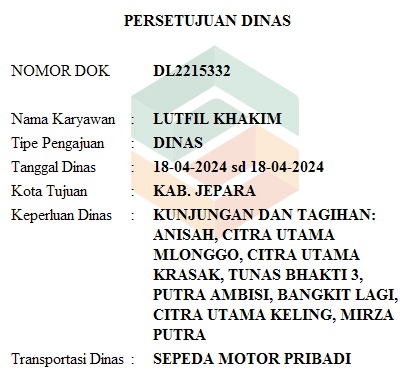 PERSETUJUAN DINAS
NOMOR DOK DL2215332
Nama Karyawan : LUTFIL KHAKIM
Tipe Pengajuan : DINAS
Tanggal Dinas : 18-04-2024 sd 18-04-2024
Kota Tujuan : KAB. JEPARA
Keperluan Dinas : KUNJUNGAN DAN TAGIHAN:
ANISAH, CITRA UTAMA
MLONGGO, CITRA UTAMA
KRASAK, TUNAS BHAKTI 3,
PUTRA AMBISI, BANGKIT LAGI,
CITRA UTAMA KELING, MIRZA
PUTRA
Transportasi Dinas : SEPEDA MOTOR PRIBADI